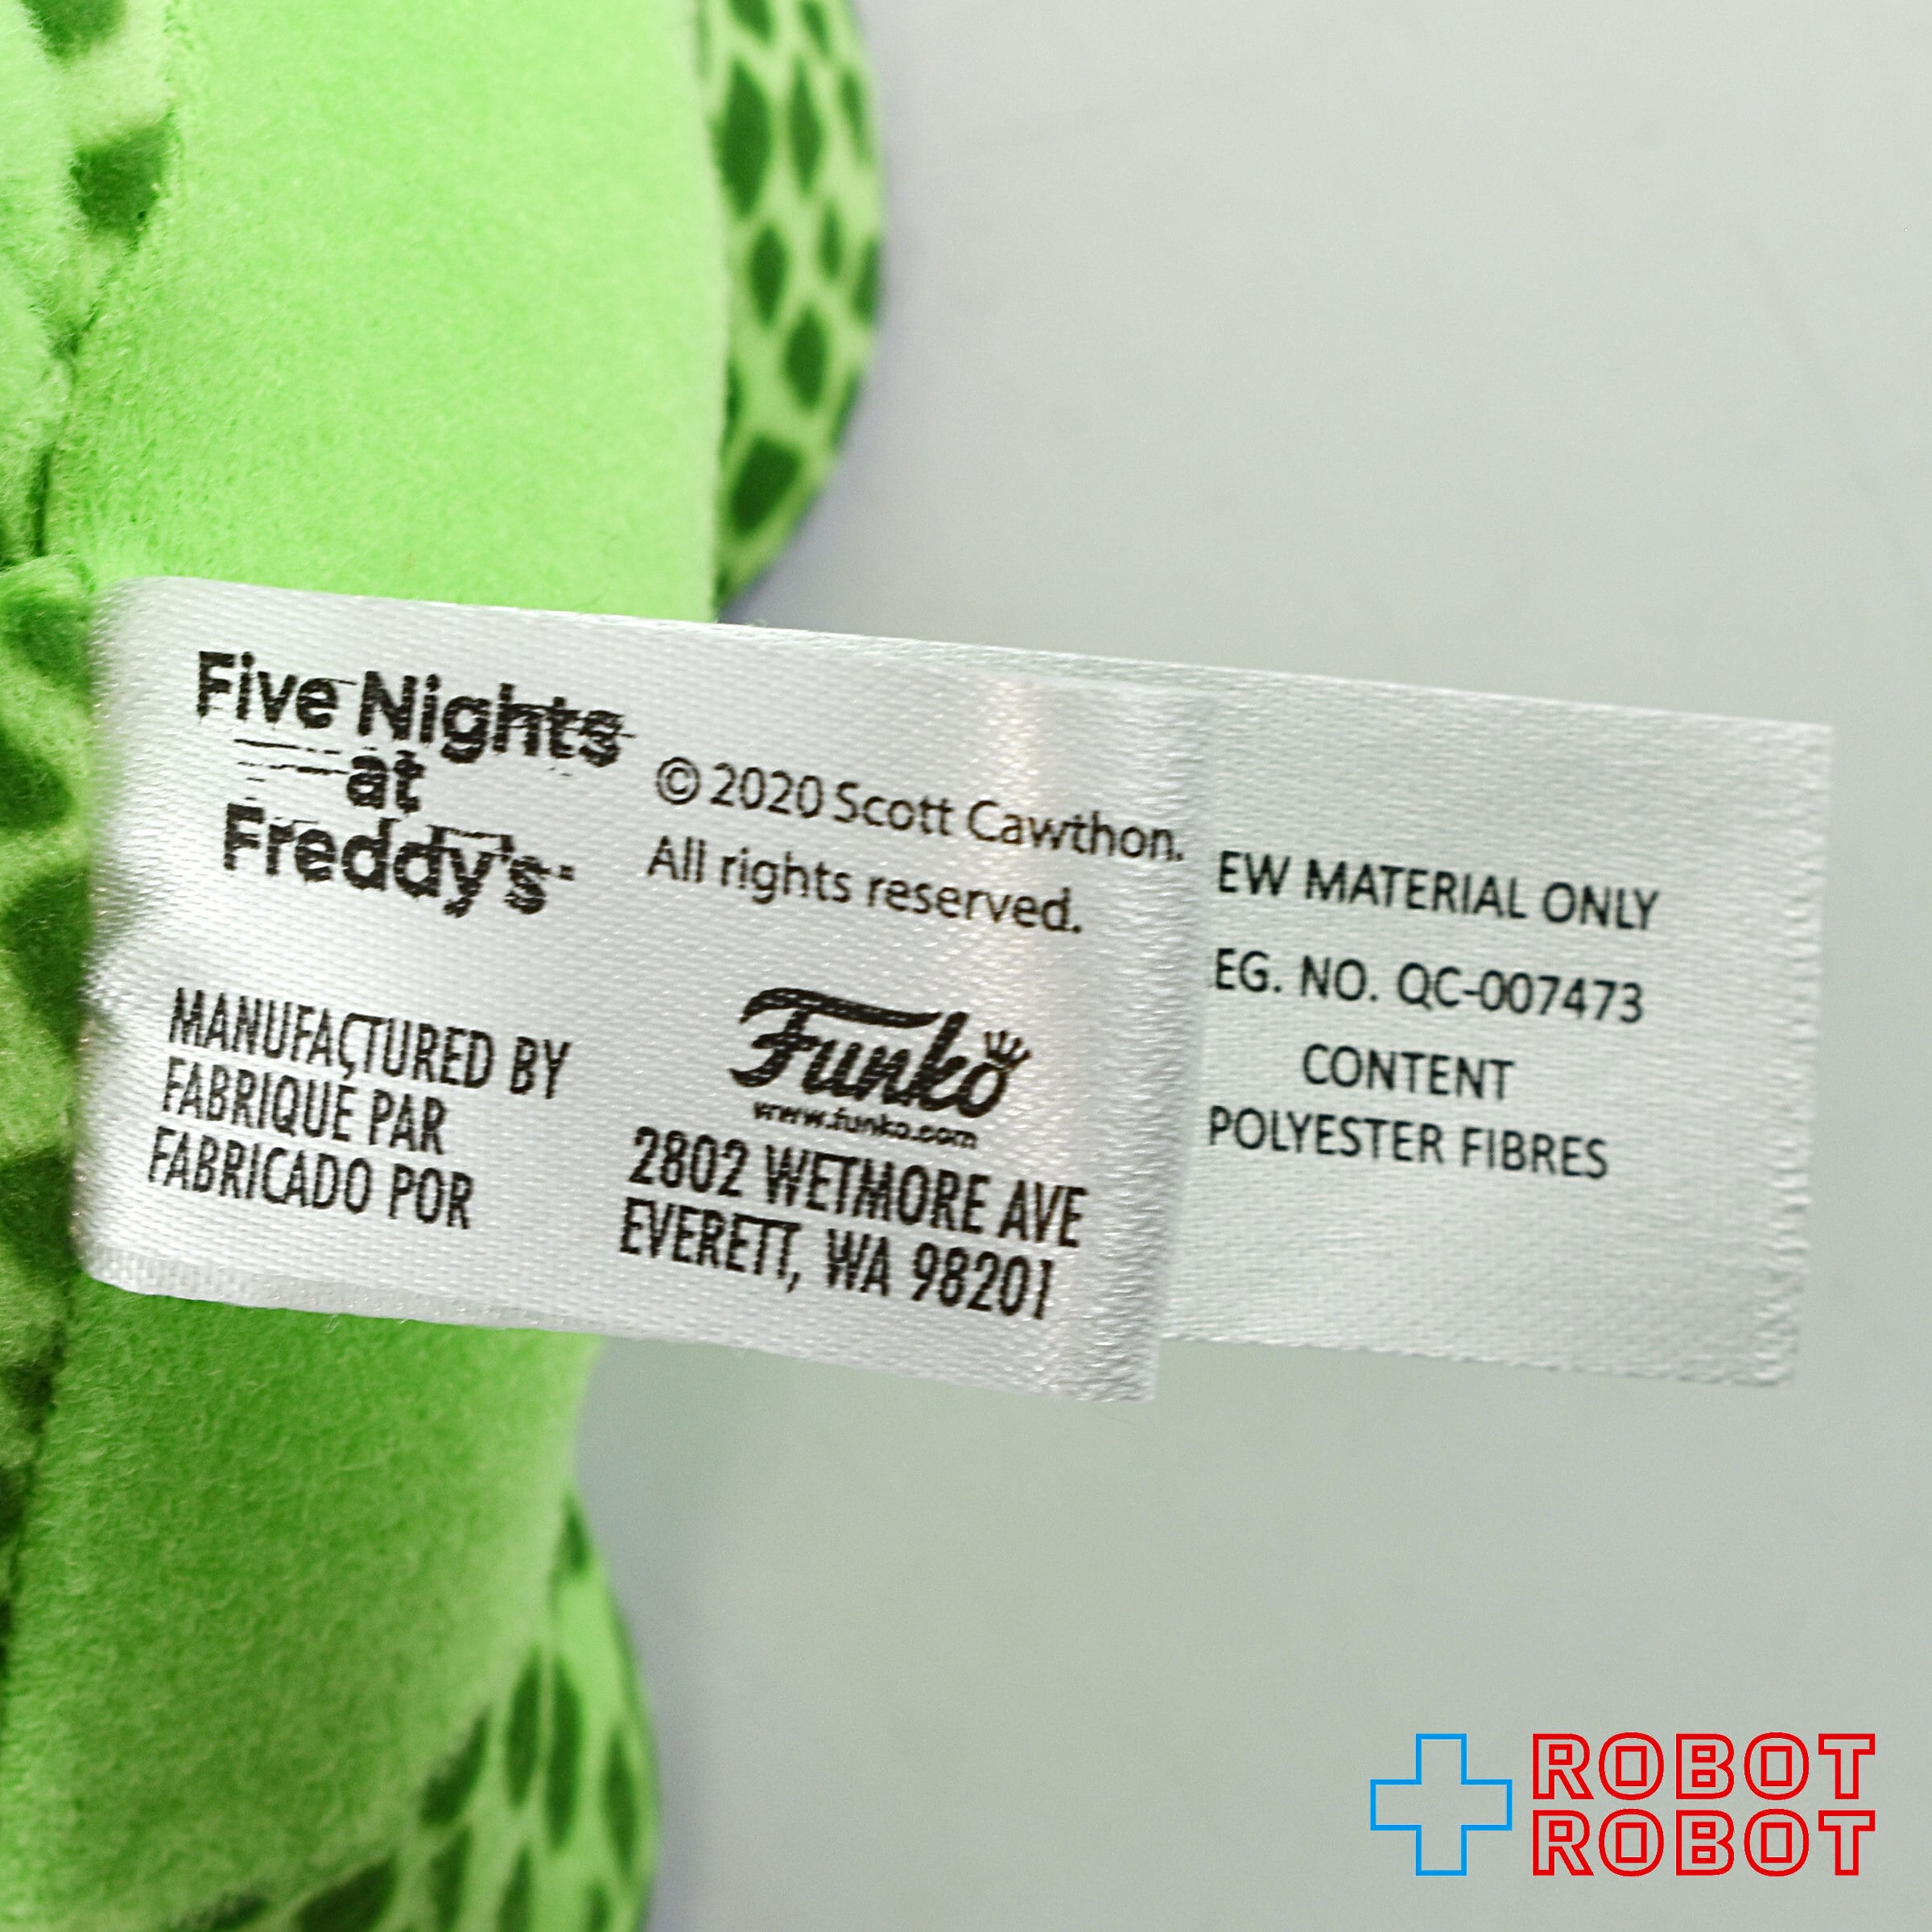 Five Nights
at
Freddy's
© 2020 Scott Cawthon.
All rights reserved.
MANUFACTURED BY
FABRIQUÉ PAR
FABRICADO POR
Funko
www.funko.com
2802 WETMORE AVE
EVERETT, WA 98201
EW MATERIAL ONLY
EG. NO. QC-007473
CONTENT
POLYESTER FIBRES
ROBOT
ROBOT